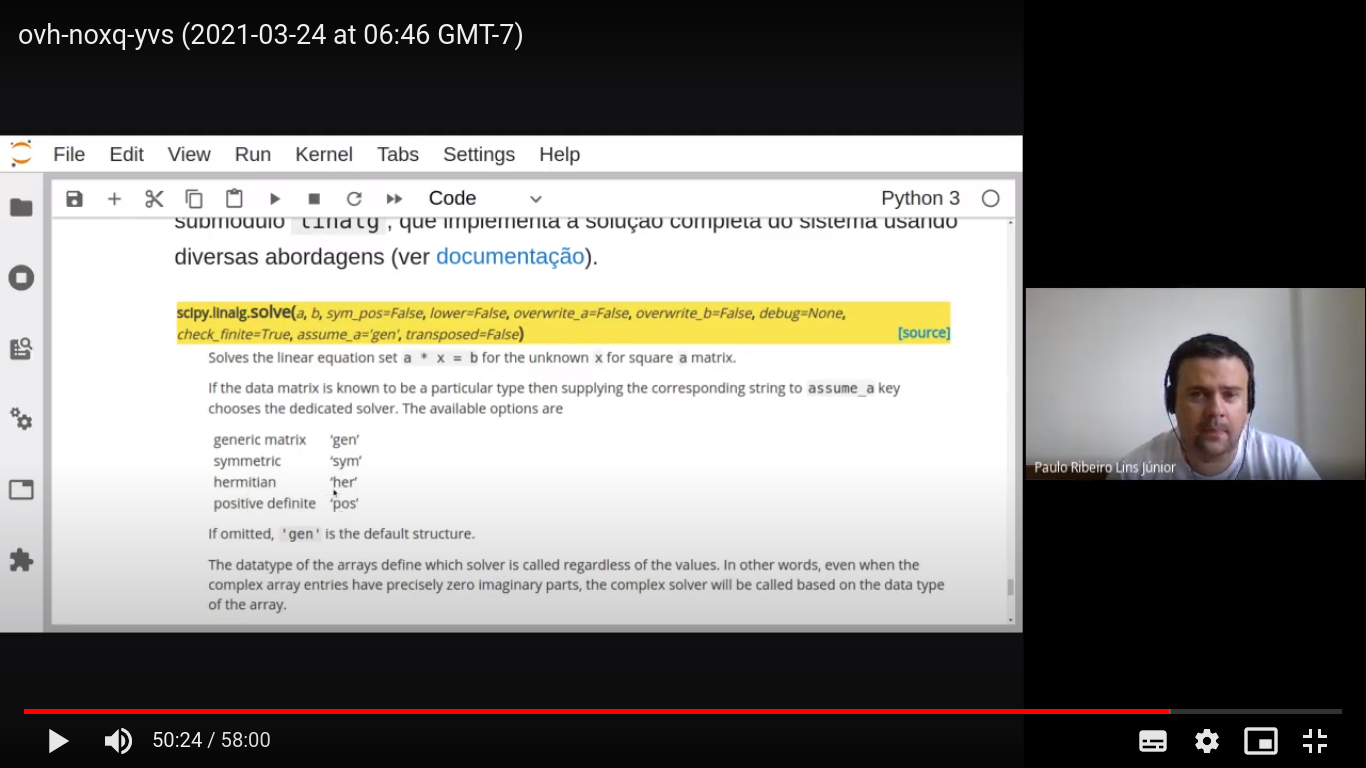 ovh-noxq-yvs (2021-03-24 at 06:46 GMT-7)
File Edit View Run Kernel Tabs Settings Help
Code
Python 3
submódulo linalg, que implementa a solução completa do sistema usando
diversas abordagens (ver documentação).
scipy.linalg.solve(a, b, sym_pos=False, lower=False, overwrite_a=False, overwrite_b=False, debug=None,
check_finite=True, assume_a='gen', transposed=False) [source]
Solves the linear equation set a * x = b for the unknown x for square a matrix.
If the data matrix is known to be a particular type then supplying the corresponding string to assume_a key
chooses the dedicated solver. The available options are
generic matrix ‘gen’
symmetric ‘sym’
hermitian ‘her’
positive definite ‘pos’
If omitted, 'gen' is the default structure.
The datatype of the arrays define which solver is called regardless of the values. In other words, even when the
complex array entries have precisely zero imaginary parts, the complex solver will be called based on the data type
of the array.
Paulo Ribeiro Lins Júnior
50:24 / 58:00